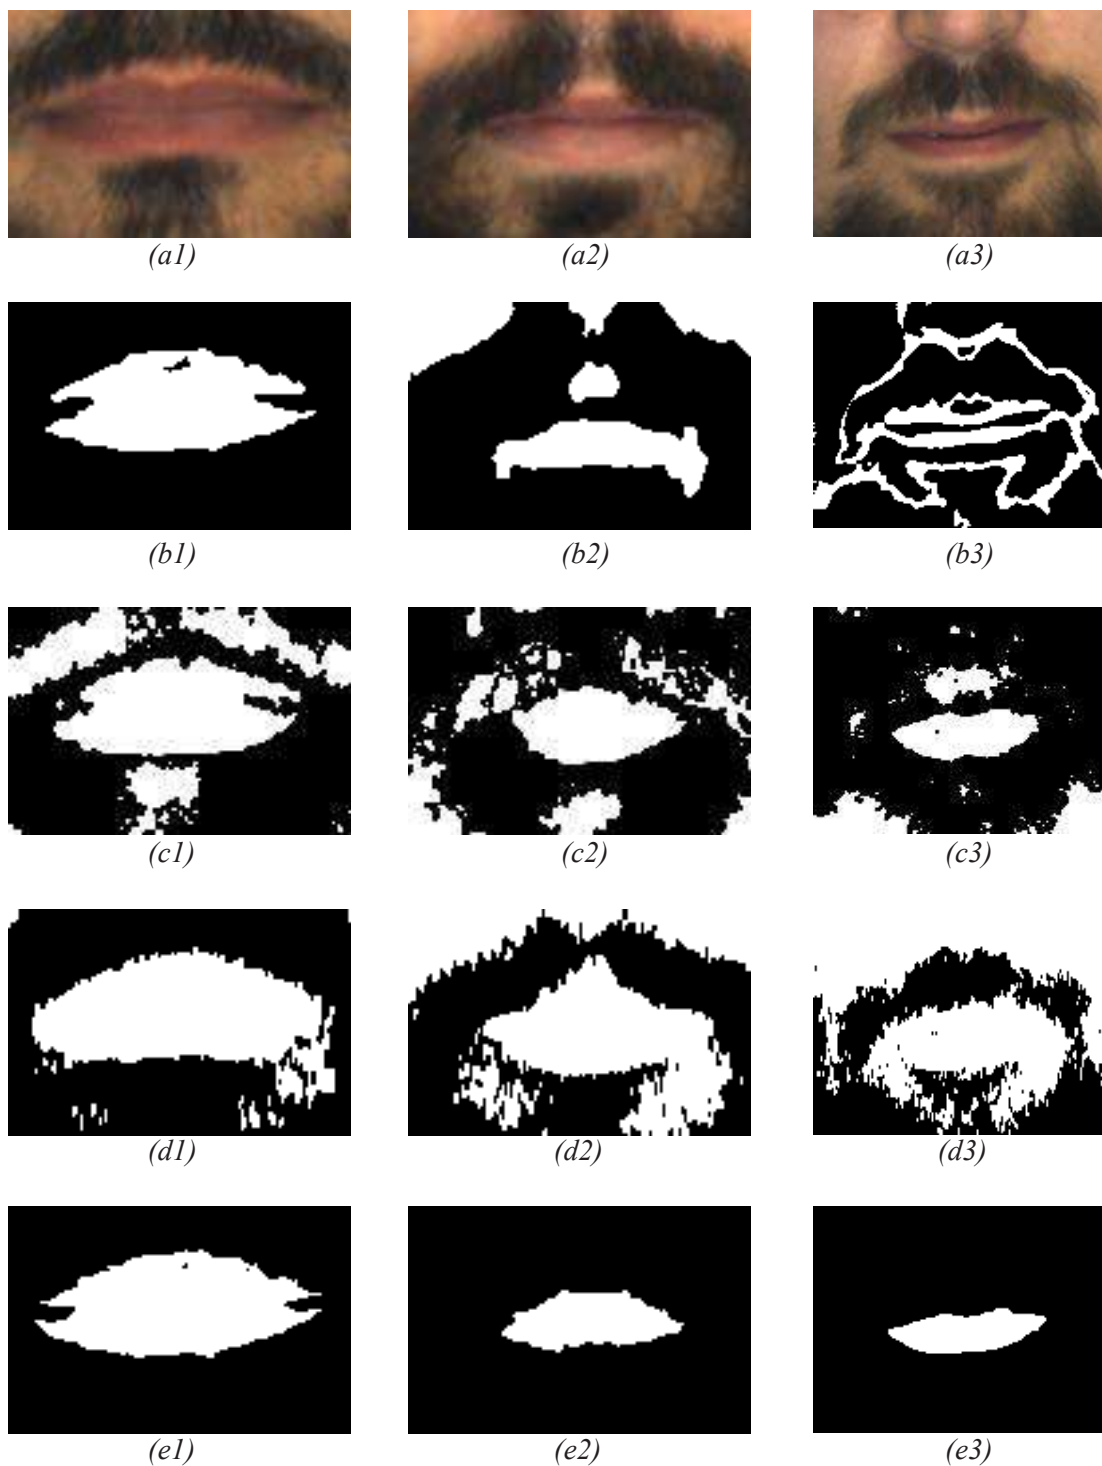 (a1) (a2) (a3)
(b1) (b2) (b3)
(c1) (c2) (c3)
(d1) (d2) (d3)
(e1) (e2) (e3)